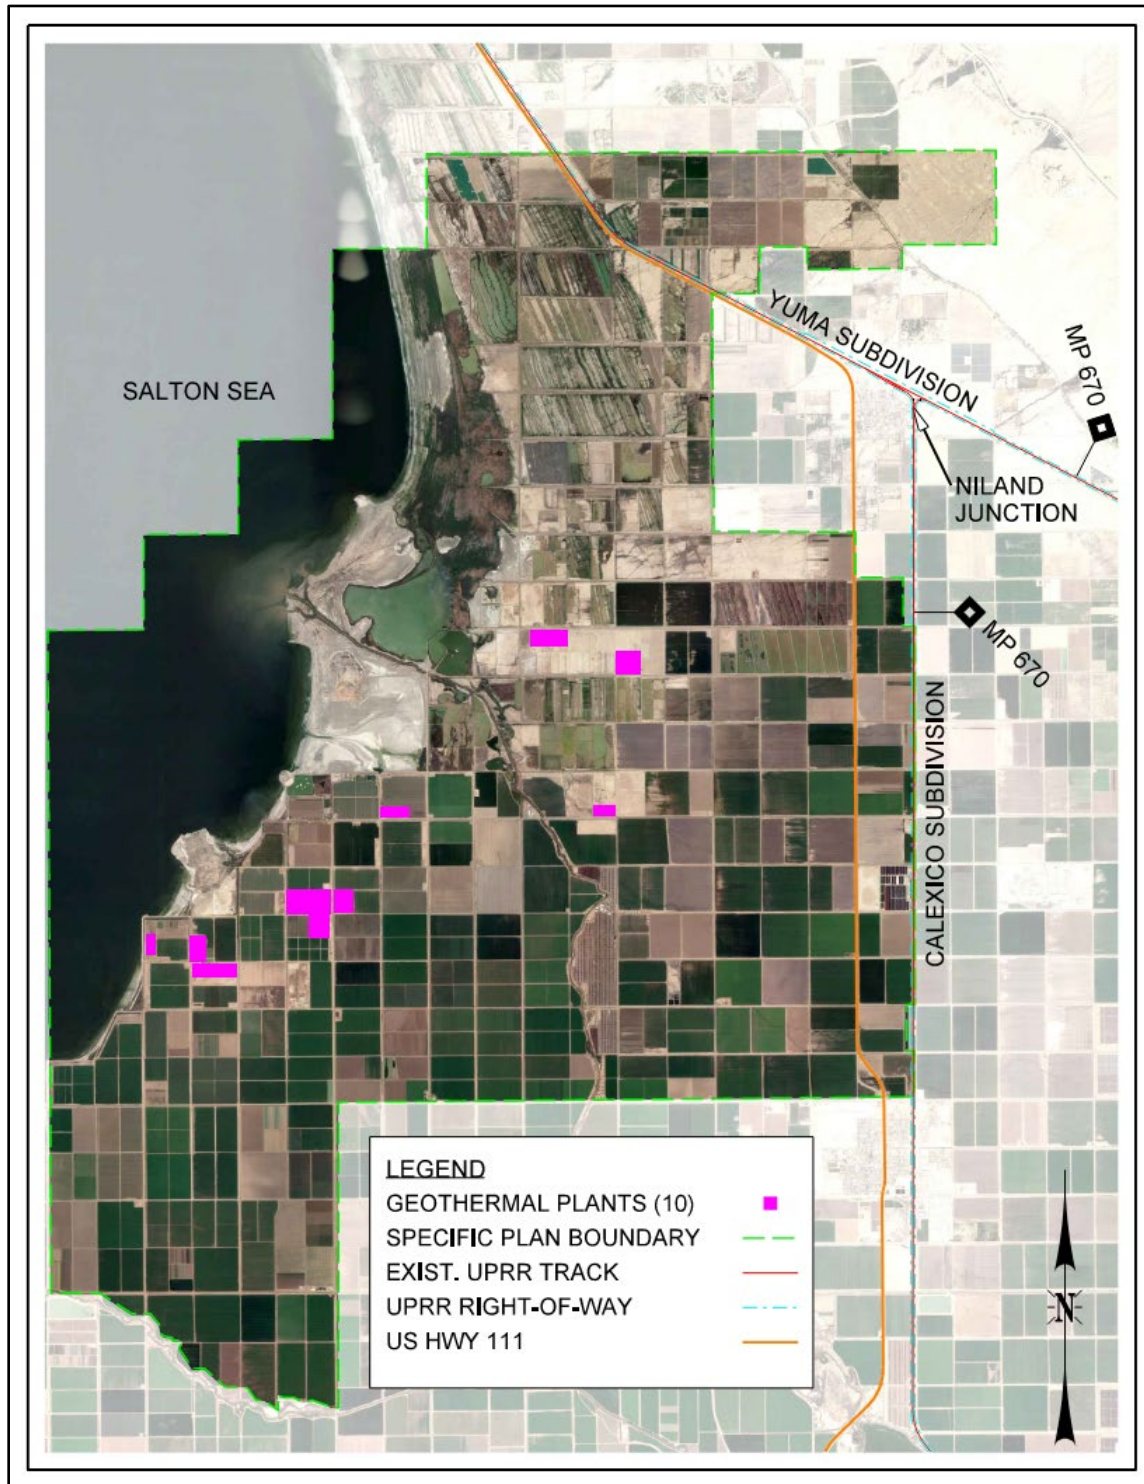 YUMA SUBDIVISION
MP 670
SALTON SEA
NILAND
JUNCTION
MP 670
CALEXICO SUBDIVISION
LEGEND
GEOTHERMAL PLANTS (10)
SPECIFIC PLAN BOUNDARY
EXIST. UPRR TRACK
UPRR RIGHT-OF-WAY
US HWY 111
N